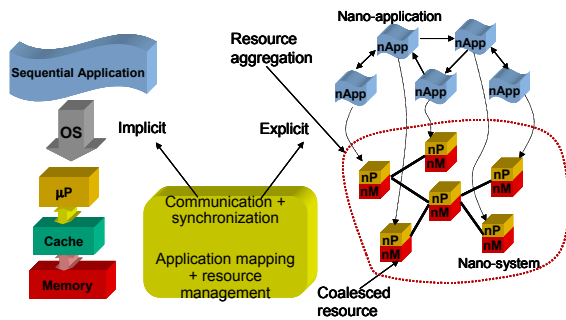 Nano-application
Resource
aggregation
nApp
nApp
Sequential Application
nApp
nApp
nApp
OS
Implicit
Explicit
nP
nM
nP
nM
nP
nM
µP
nP
nM
Communication +
synchronization
Cache
nP
nM
nP
nM
Nano-system
Application mapping
+ resource
management
Memory
Coalesced
resource